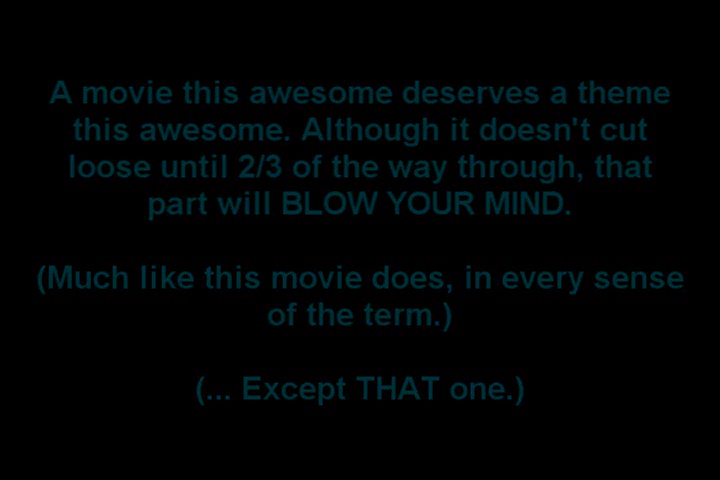 A movie this awesome deserves a theme
this awesome. Although it doesn't cut
loose until 2/3 of the way through, that
part will BLOW YOUR MIND.
(Much like this movie does, in every sense
of the term.)
(... Except THAT one.)